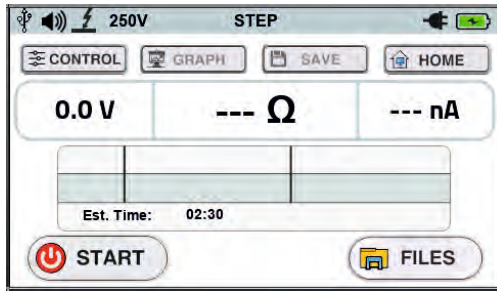 250V STEP
CONTROL GRAPH SAVE HOME
0.0 V --- Ω --- nA
Est. Time: 02:30
START FILES